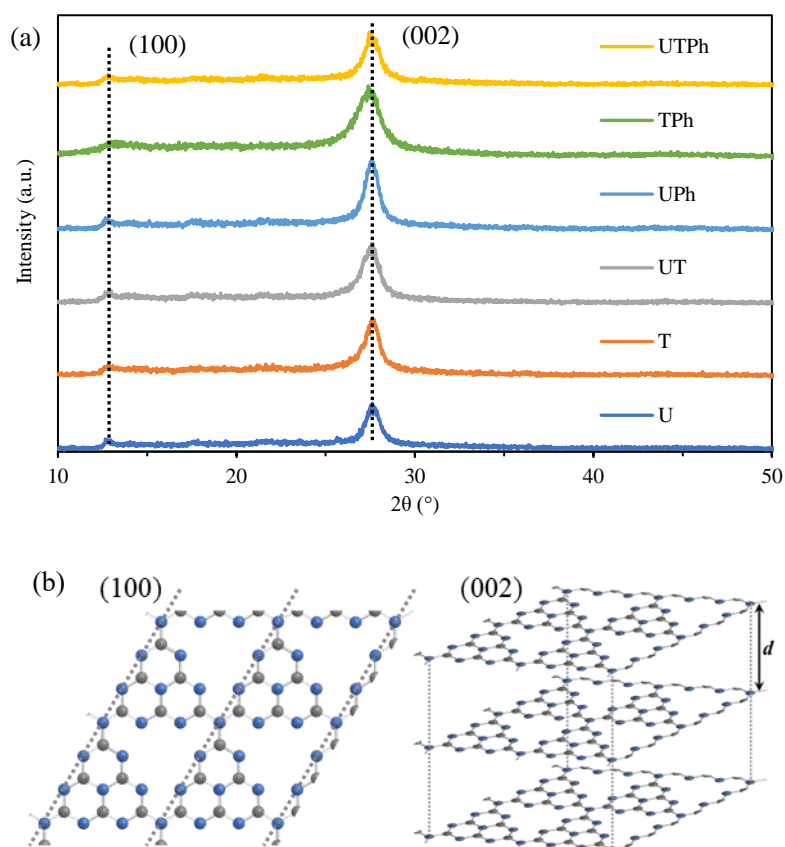 (a)
(100)
(002)
UTPh
TPh
UPh
UT
T
U
Intensity (a.u.)
10 20 30 40 50
2θ (°)
(b)
(100)
(002)
d